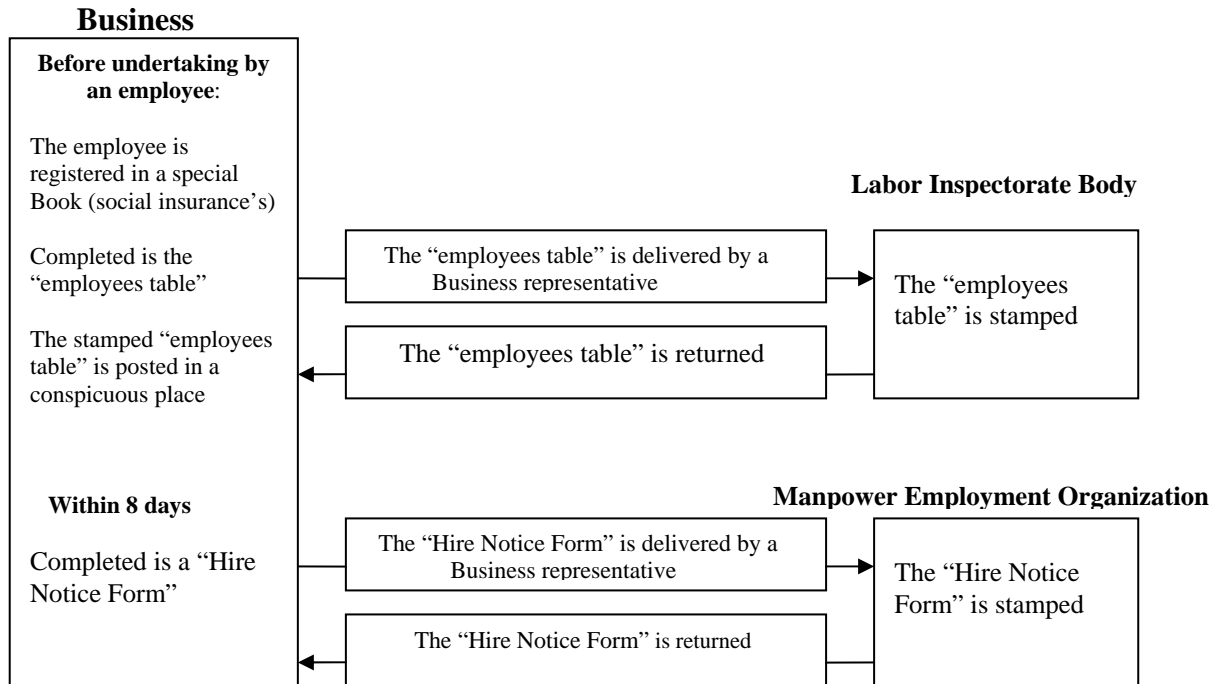 Business
Before undertaking by
an employee:
The employee is
registered in a special
Book (social insurance’s)
Completed is the
“employees table”
The stamped “employees
table” is posted in a
conspicuous place
Within 8 days
Completed is a “Hire
Notice Form”
The “employees table” is delivered by a
Business representative
The “employees table” is returned
Labor Inspectorate Body
The “employees
table” is stamped
The “Hire Notice Form” is delivered by a
Business representative
The “Hire Notice Form” is returned
Manpower Employment Organization
The “Hire Notice
Form” is stamped